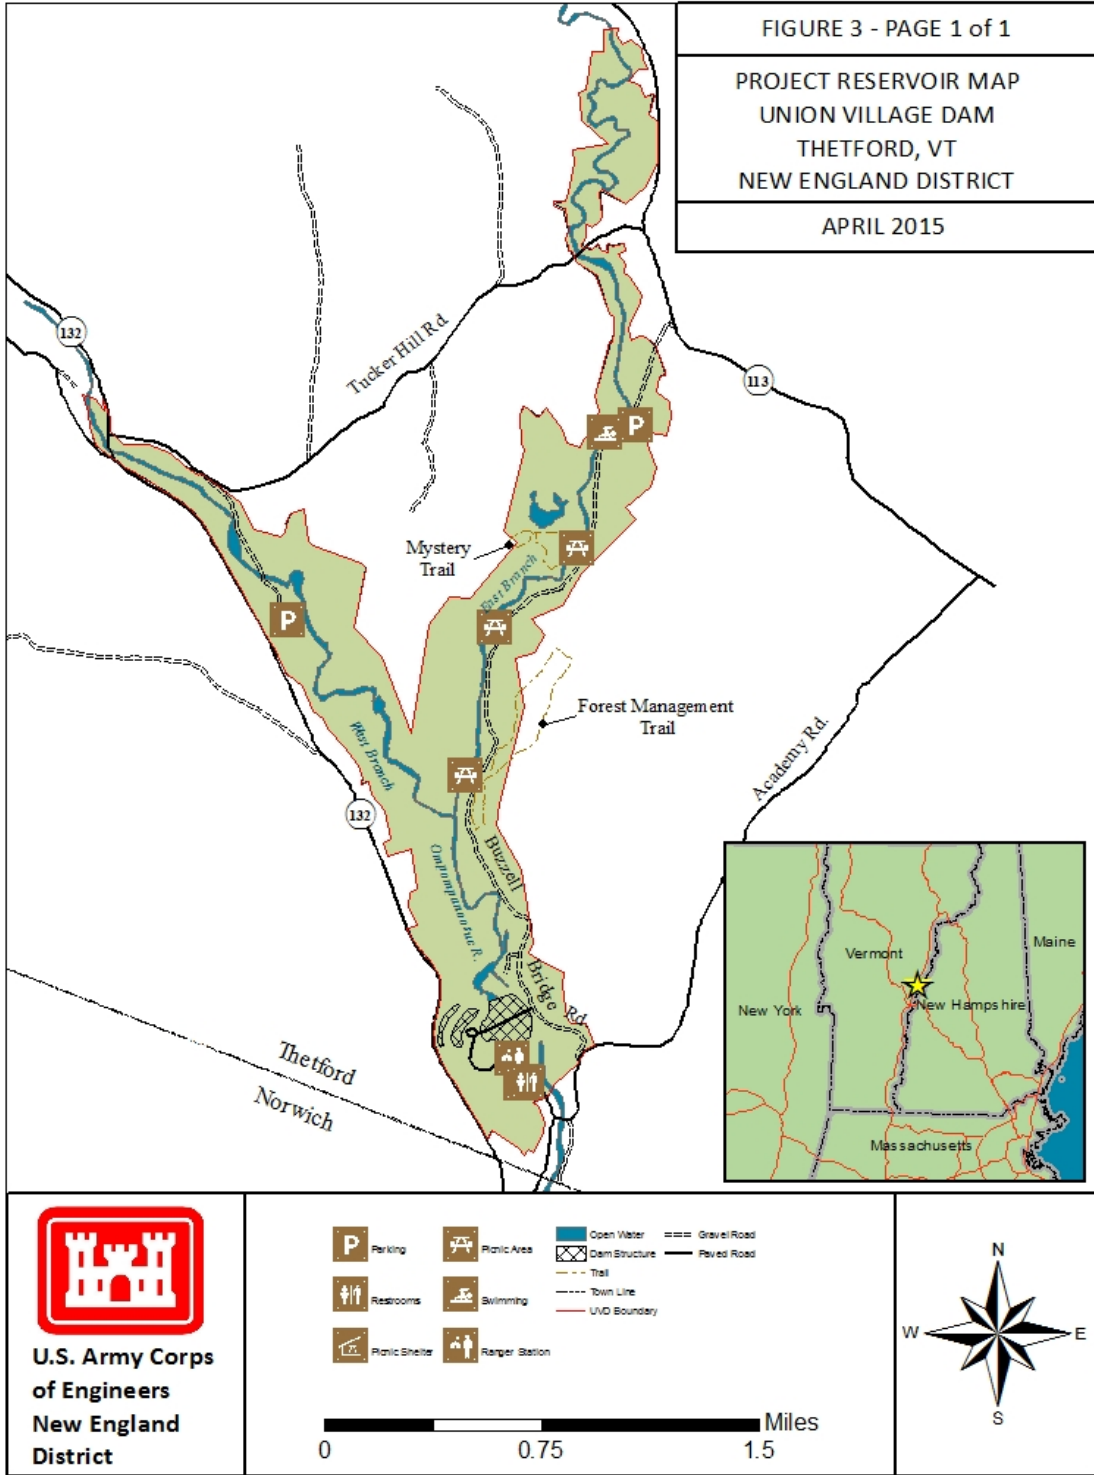 FIGURE 3 - PAGE 1 of 1
PROJECT RESERVOIR MAP
UNION VILLAGE DAM
THETFORD, VT
NEW ENGLAND DISTRICT
APRIL 2015
132
Tucker Hill Rd
113
P
Mystery
Trail
East Branch
P
Forest Management
Trail
West Branch
Academy Rd.
132
Buzzell
Ompompanoosuc R.
Bridge
Rd
Thetford
Norwich
Vermont
Maine
New York
New Hampshire
Massachusetts
U.S. Army Corps
of Engineers
New England
District
P Parking
Picnic Area
Open Water
Gravel Road
Dam Structure
Paved Road
Trail
Restrooms
Swimming
Town Line
UVD Boundary
Picnic Shelter
Ranger Station
Miles
0 0.75 1.5
N
W E
S